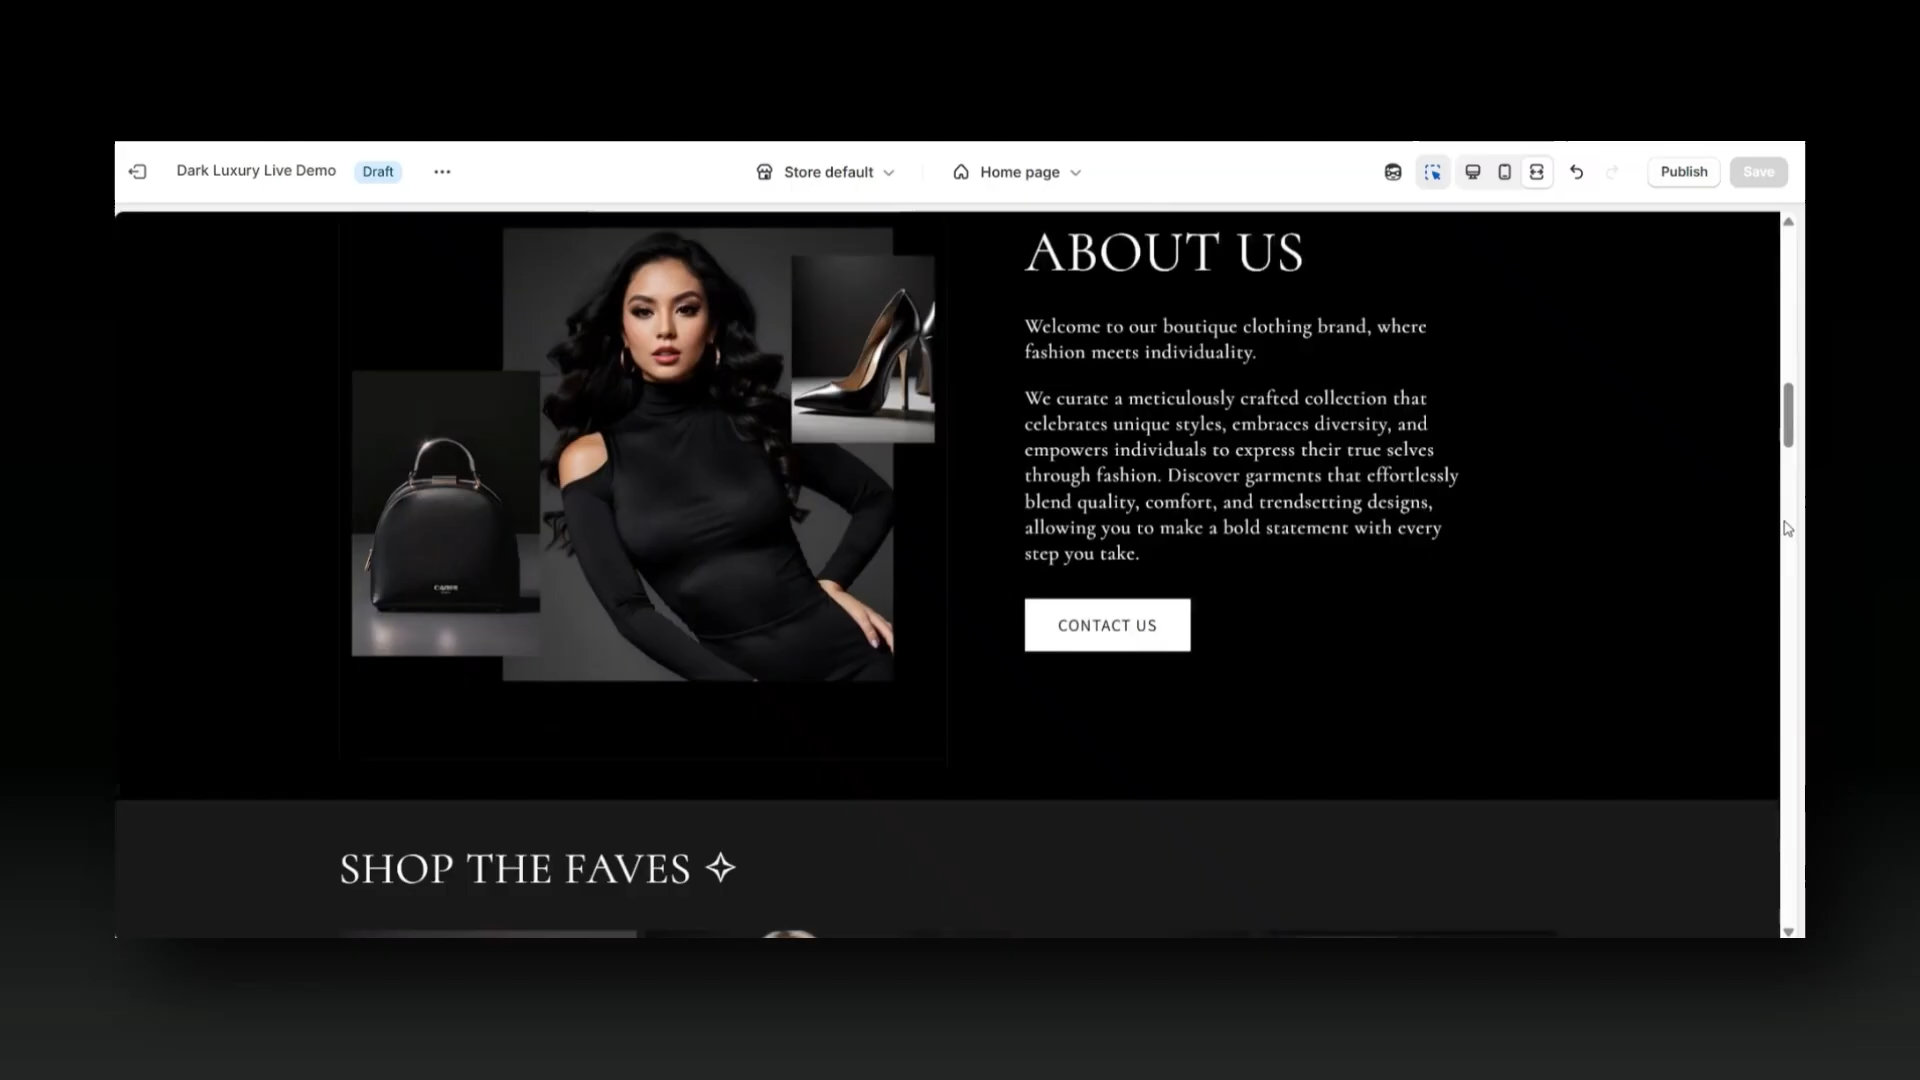 Dark Luxury Live Demo
Draft
Store default
Home page
Publish
Save
ABOUT US
Welcome to our boutique clothing brand, where
fashion meets individuality.
We curate a meticulously crafted collection that
celebrates unique styles, embraces diversity, and
empowers individuals to express their true selves
through fashion. Discover garments that effortlessly
blend quality, comfort, and trendsetting designs,
allowing you to make a bold statement with every
step you take.
CONTACT US
SHOP THE FAVES